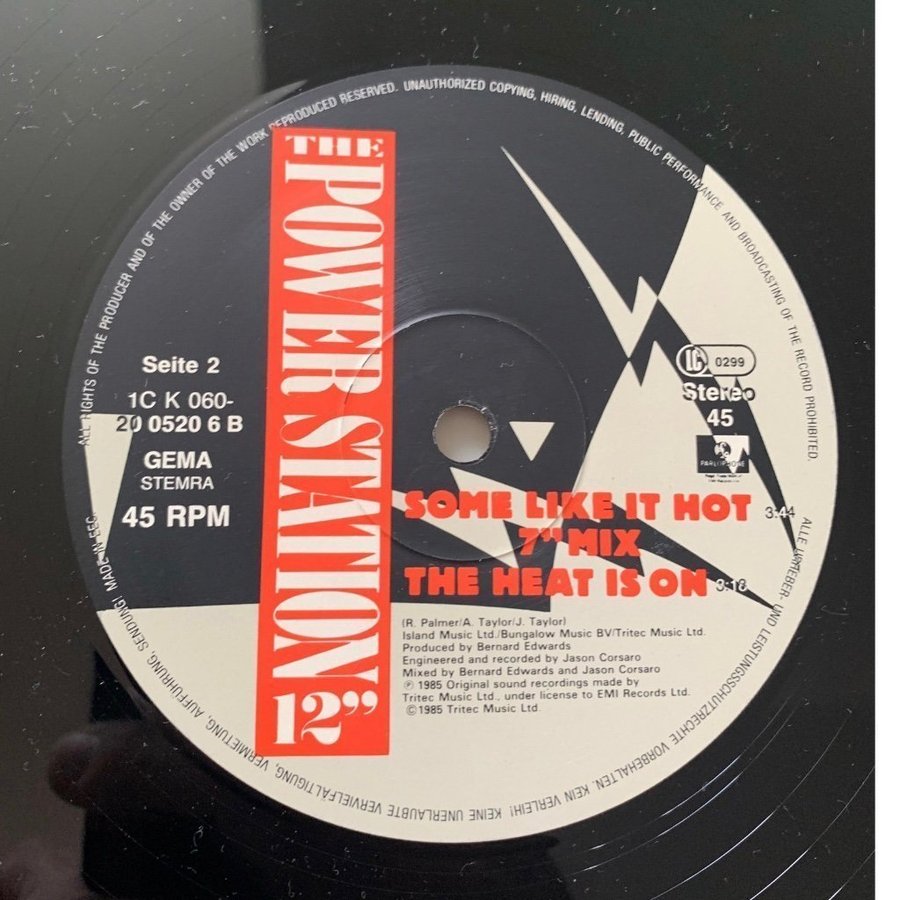 ALL RIGHTS OF THE PRODUCER AND OF THE OWNER OF THE WORK REPRODUCED RESERVED. UNAUTHORIZED COPYING, HIRING, LENDING, PUBLIC PERFORMANCE AND BROADCASTING OF THE RECORD PROHIBITED.
THE
POWER STATION
12"
Seite 2
1C K 060-
20 0520 6 B
GEMA
STEMRA
45 RPM
LC 0299
Stereo
45
PARLOPHONE
SOME LIKE IT HOT 3:44
7" MIX
THE HEAT IS ON 3:18
(R. Palmer/A. Taylor/J. Taylor)
Island Music Ltd./Bungalow Music BV/Tritec Music Ltd.
Produced by Bernard Edwards
Engineered and recorded by Jason Corsaro
Mixed by Bernard Edwards and Jason Corsaro
℗ 1985 Original sound recordings made by
Tritec Music Ltd., under license to EMI Records Ltd.
©1985 Tritec Music Ltd.
ALLE URHEBER- UND LEISTUNGSSCHUTZRECHTE VORBEHALTEN. KEIN VERLEIH! KEINE UNERLAUBTE VERVIELFÄLTIGUNG, VERMIETUNG, AUFFÜHRUNG, SENDUNG! MADE IN EEC.